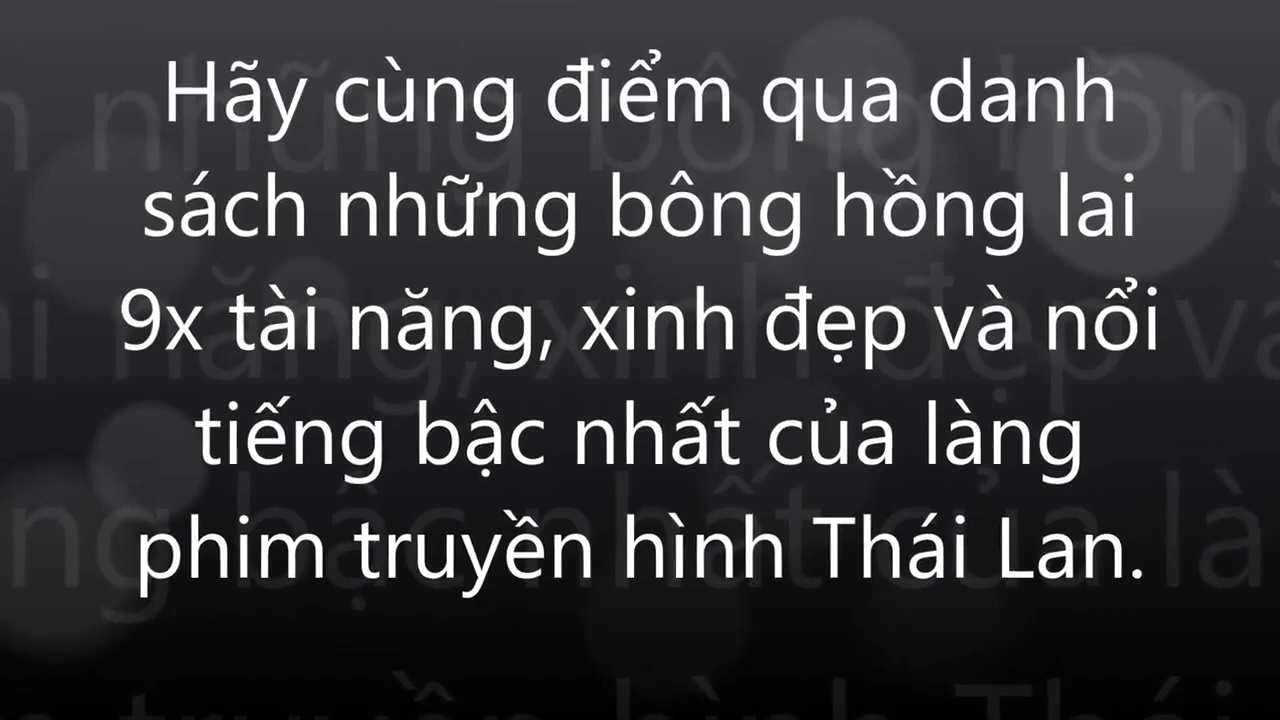 Hãy cùng điểm qua danh
sách những bông hồng lai
9x tài năng, xinh đẹp và nổi
tiếng bậc nhất của làng
phim truyền hình Thái Lan.